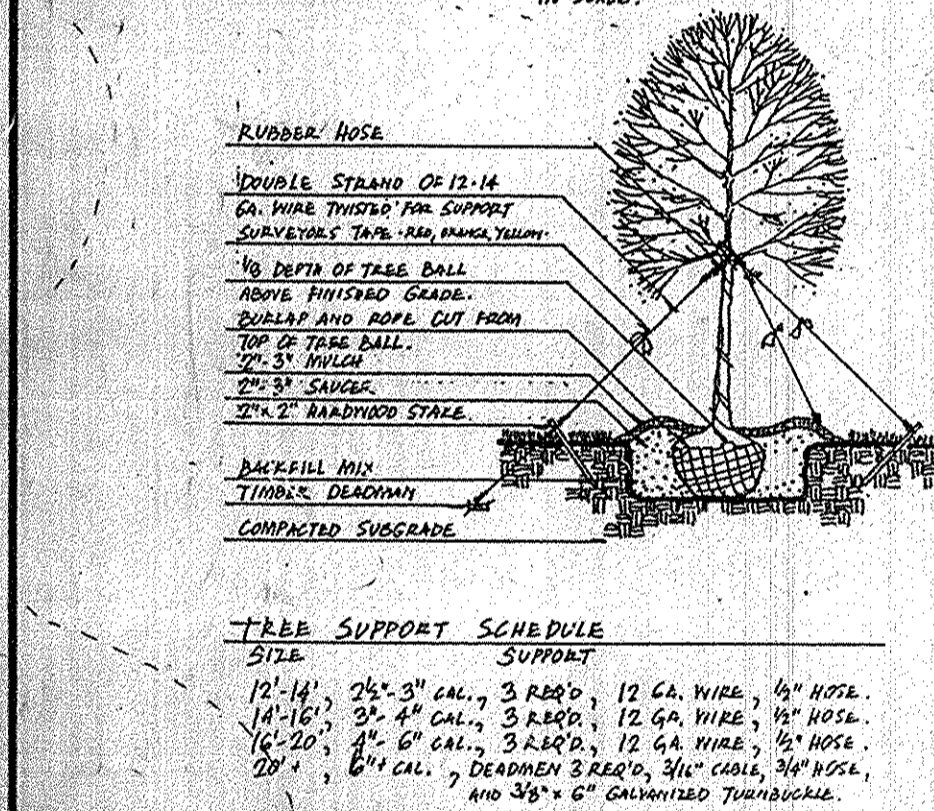 RUBBER HOSE
DOUBLE STRAND OF 12-14
GA. WIRE TWISTED FOR SUPPORT
SURVEYORS TAPE - RED, ORANGE, YELLOW.
1/8 DEPTH OF TREE BALL
ABOVE FINISHED GRADE.
BURLAP AND ROPE CUT FROM
TOP OF TREE BALL.
2"-3" MULCH
2"-3" SAUCER
2"x2" HARDWOOD STAKE.
BACKFILL MIX
TIMBER DEADMAN
COMPACTED SUBGRADE
TREE SUPPORT SCHEDULE
SIZE SUPPORT
12'-14', 2½"-3" CAL., 3 REQ'D, 12 GA. WIRE, ½" HOSE.
14'-16', 3"-4" CAL., 3 REQ'D., 12 GA. WIRE, ½" HOSE.
16'-20', 4"-6" CAL., 3 REQ'D., 12 GA. WIRE, ½" HOSE.
20'+, 6"+ CAL., DEADMEN 3 REQ'D, 3/16" CABLE, 3/4" HOSE,
AND 3/8" x 6" GALVANIZED TURNBUCKLE.